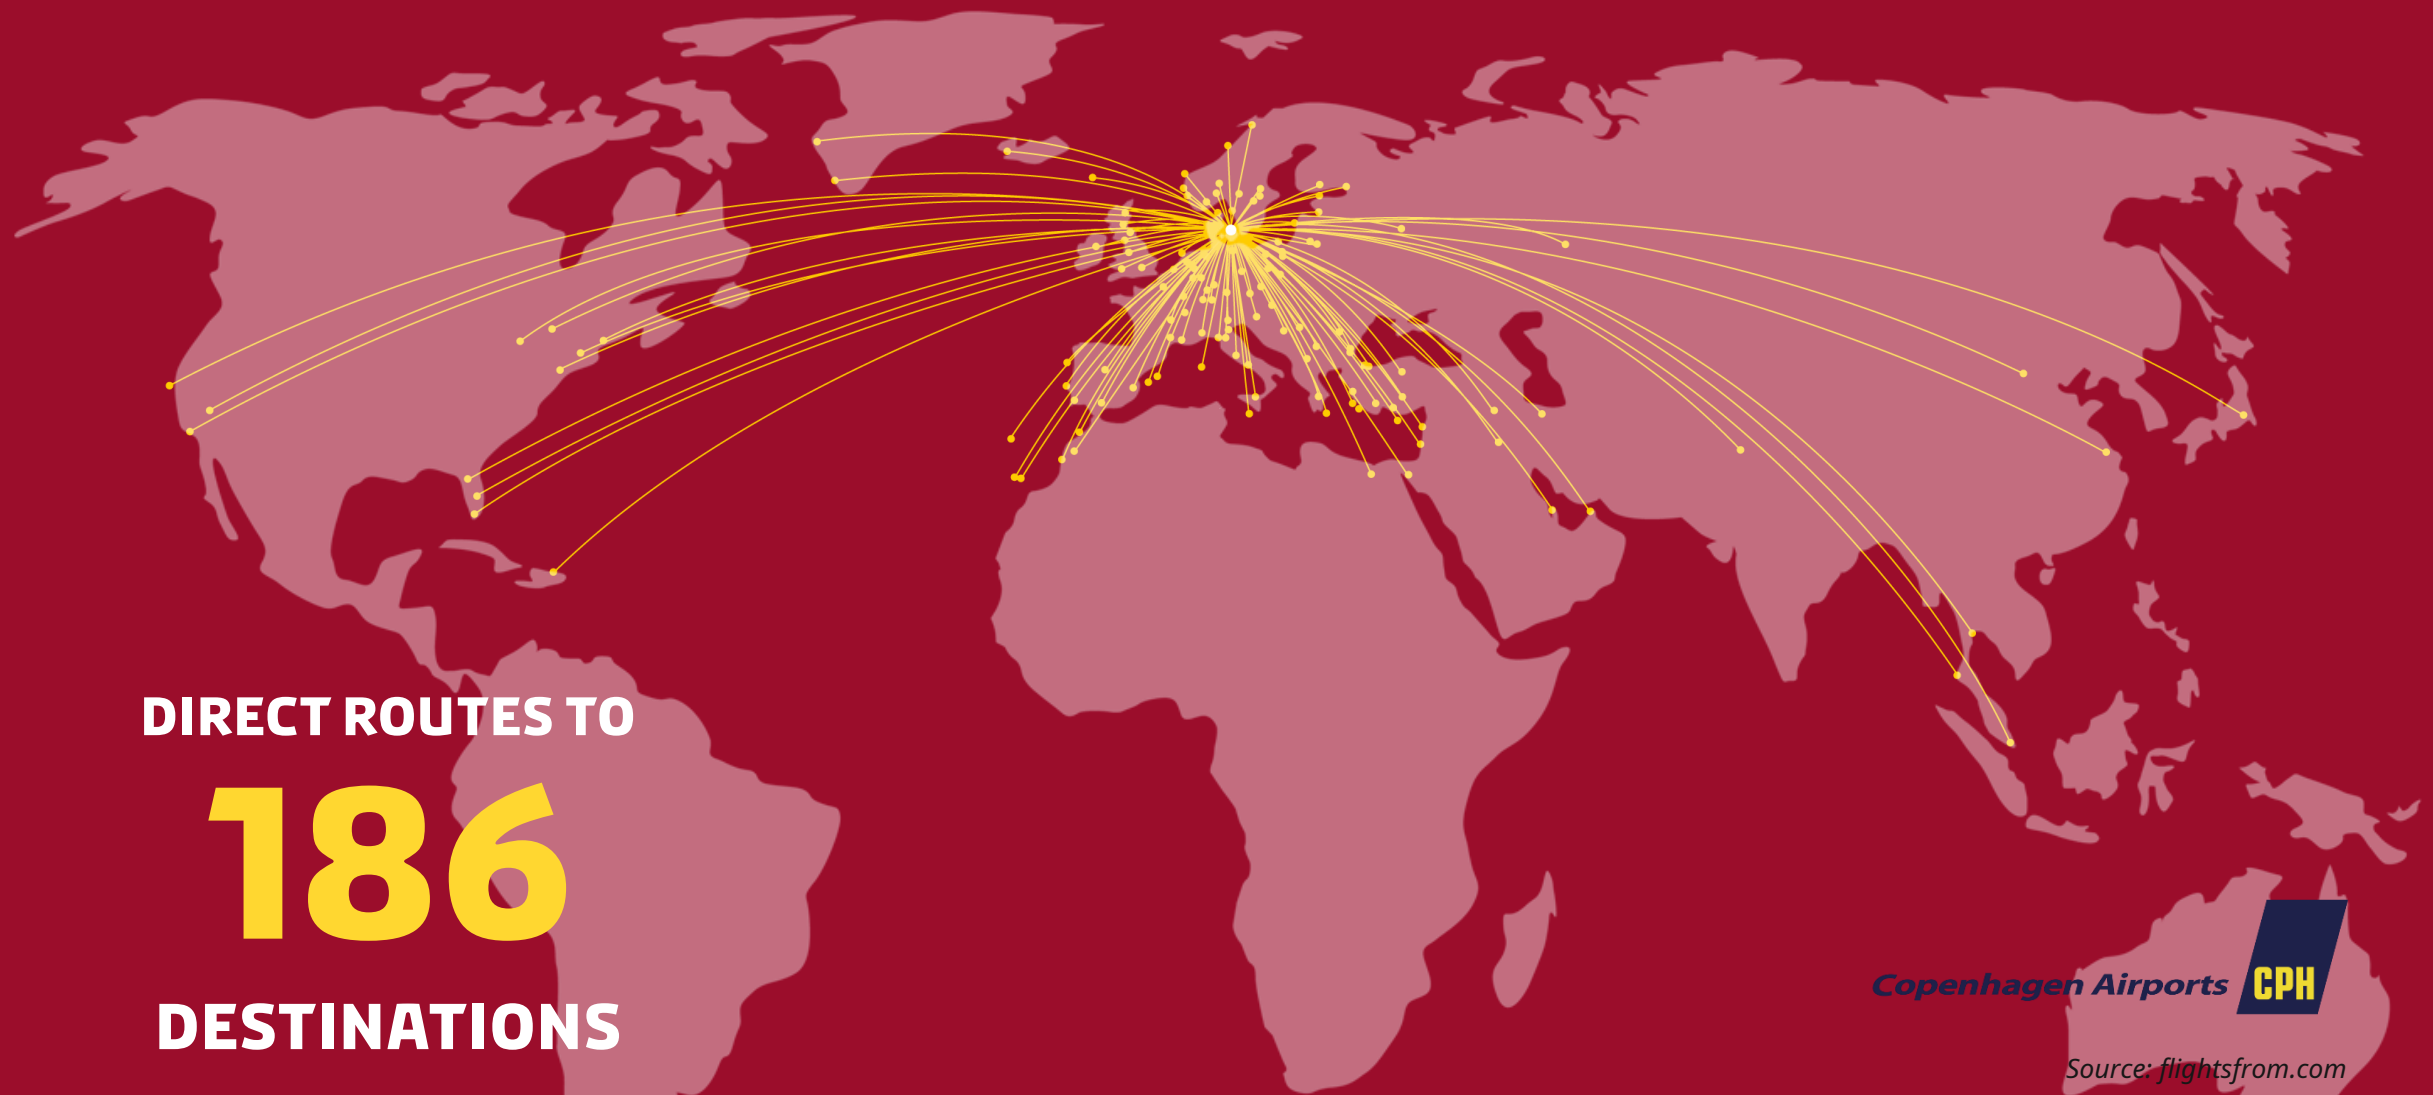 DIRECT ROUTES TO
186
DESTINATIONS
Copenhagen Airports
CPH
Source: flightsfrom.com